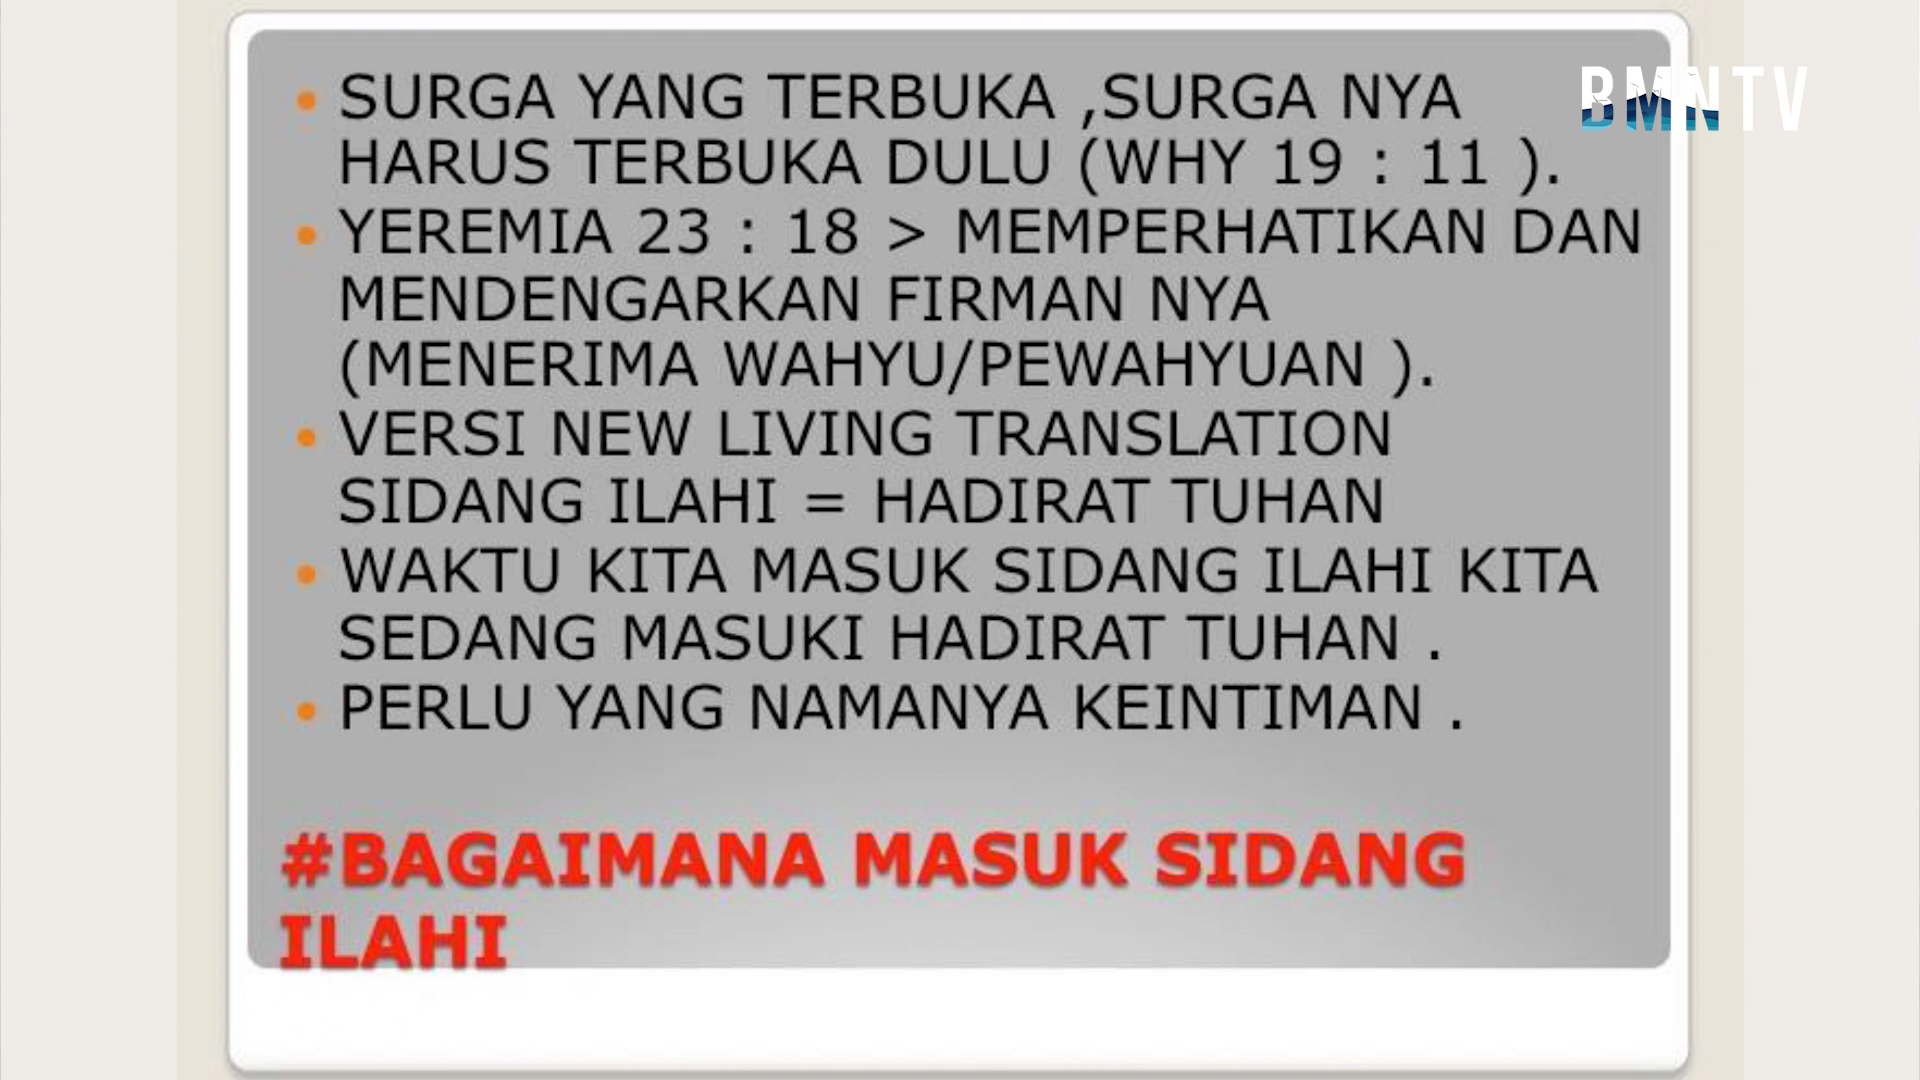 SURGA YANG TERBUKA ,SURGA NYA
HARUS TERBUKA DULU (WHY 19 : 11 ).
YEREMIA 23 : 18 > MEMPERHATIKAN DAN
MENDENGARKAN FIRMAN NYA
(MENERIMA WAHYU/PEWAHYUAN ).
VERSI NEW LIVING TRANSLATION
SIDANG ILAHI = HADIRAT TUHAN
WAKTU KITA MASUK SIDANG ILAHI KITA
SEDANG MASUKI HADIRAT TUHAN .
PERLU YANG NAMANYA KEINTIMAN .
#BAGAIMANA MASUK SIDANG
ILAHI
BMNTV